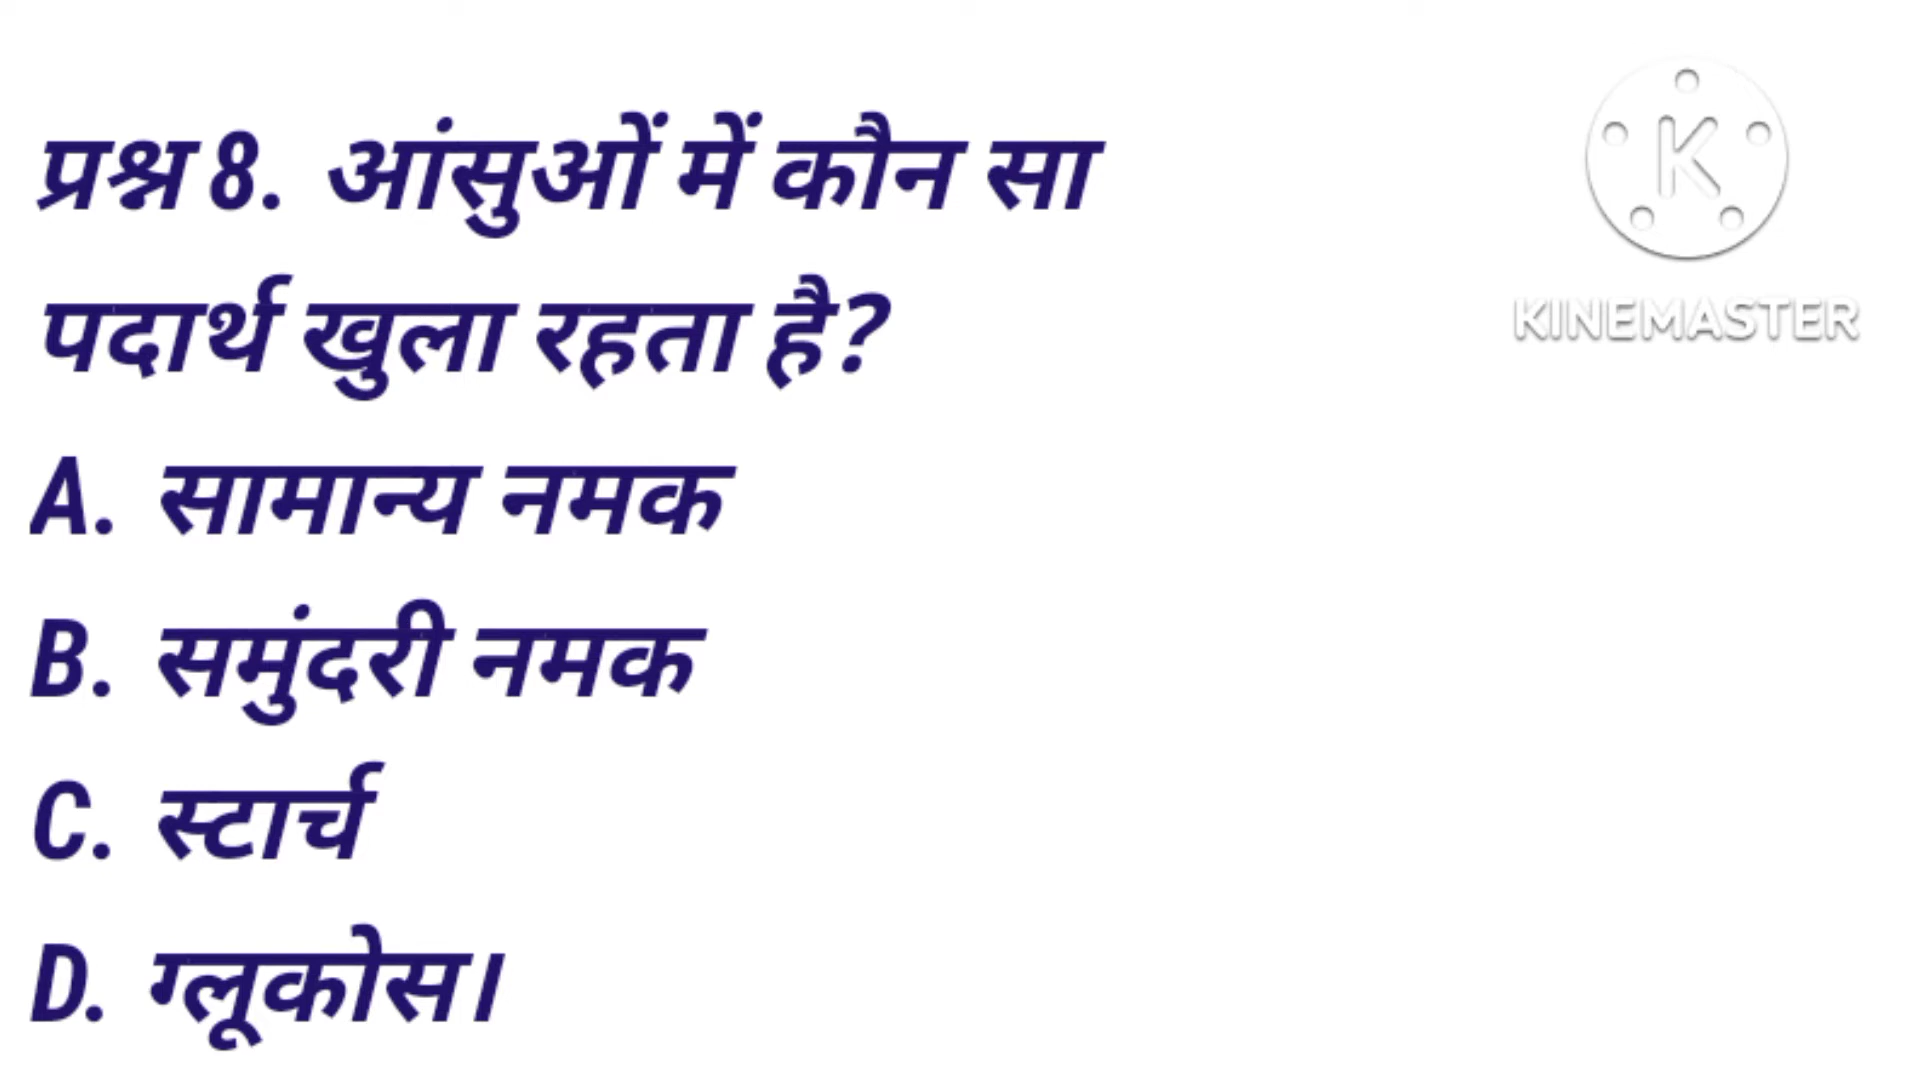 प्रश्न 8. आंसुओं में कौन सा
पदार्थ खुला रहता है?
A. सामान्य नमक
B. समुंदरी नमक
C. स्टार्च
D. ग्लूकोस।
K
KINEMASTER